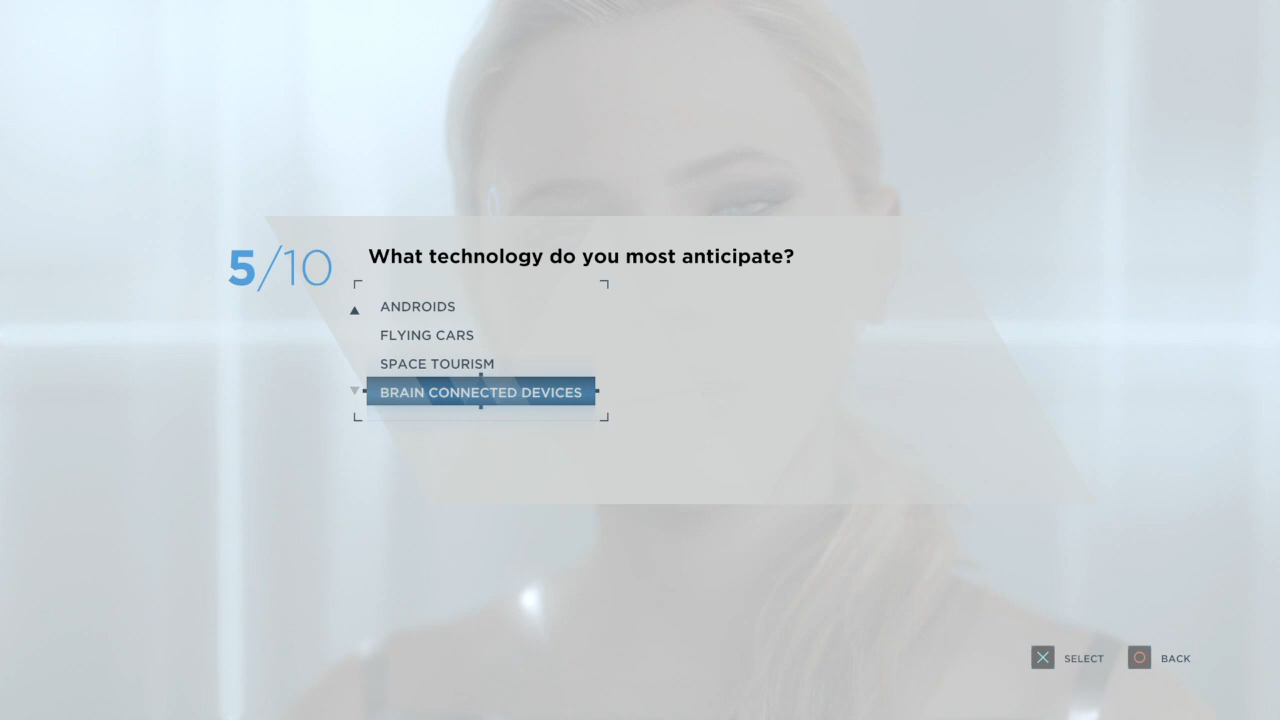 5/10
What technology do you most anticipate?
ANDROIDS
FLYING CARS
SPACE TOURISM
BRAIN CONNECTED DEVICES
SELECT
BACK